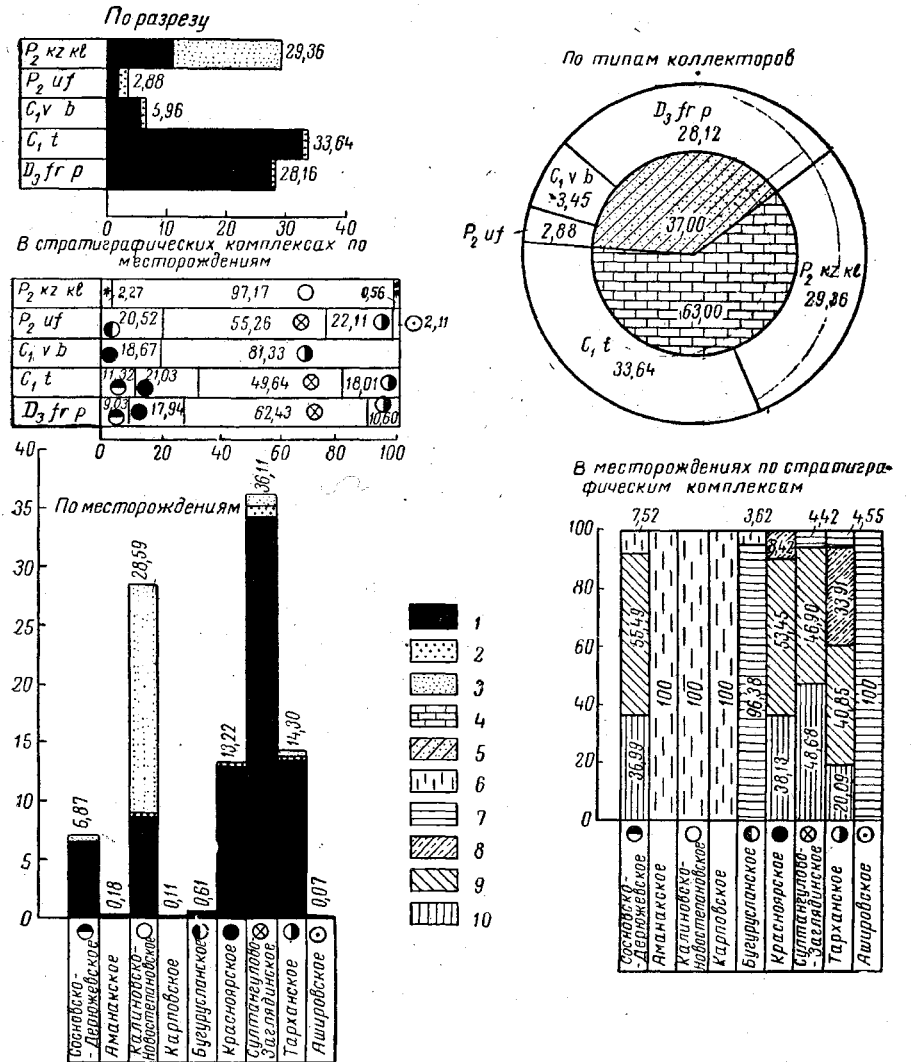 По разрезу
P₂ kz kl 29,36
P₂ uf 2,88
C₁v b 5,96
C₁ t 33,64
D₃ fr p 28,16
0 10 20 30 40
В стратиграфических комплексах по
месторождениям
P₂ kz kl * 2,27 97,17 0,56 *
P₂ uf 20,52 55,26 22,11 2,11
C₁ v b 18,67 81,33
C₁ t 11,32 21,03 49,64 18,01
D₃ fr p 9,03 17,94 62,43 10,60
0 20 40 60 80 100
По типам коллекторов
D₃ fr p
28,12
C₁ v b
3,45
P₂ uf 2,88
37,00
63,00
P₂ kz kl
29,36
C₁ t
33,64
По месторождениям
40
35
30
25
20
15
10
5
0
6,87
0,18
28,59
0,11
0,61
13,22
36,11
14,30
0,07
Сосновско-
-Дерюжевское
Аманакское
Калиновско-
Новостепановское
Карповское
Бугурусланское
Красноярское
Султангулово-
Заглядинское
Тарханское
Ашировское
1
2
3
4
5
6
7
8
9
10
В месторождениях по стратигра-
фическим комплексам
7,52 3,62 4,42 4,55
100
80
60
40
20
0
55,49
36,99
100
100
100
96,38
8,42
53,45
38,13
46,90
48,68
33,91
40,85
20,09
100
Сосновско-
-Дерюжевское
Аманакское
Калиновско-
Новостепановское
Карповское
Бугурусланское
Красноярское
Султангулово-
Заглядинское
Тарханское
Ашировское